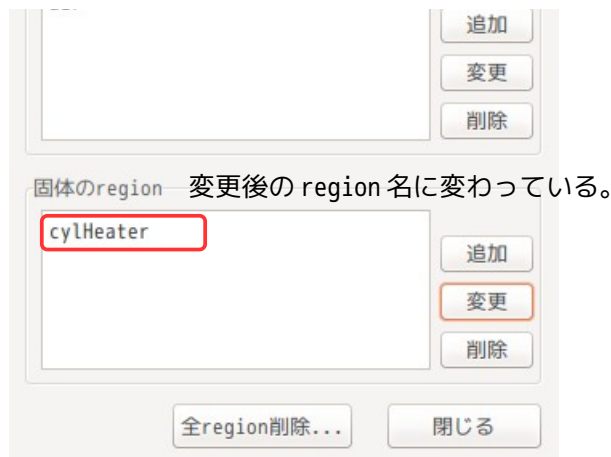 追加
変更
削除
固体のregion 変更後の region 名に変わっている。
cylHeater
追加
変更
削除
全region削除... 閉じる